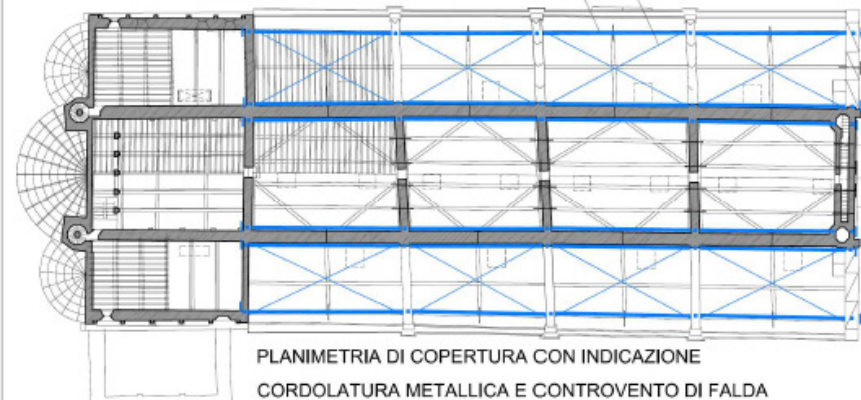 PLANIMETRIA DI COPERTURA CON INDICAZIONE
CORDOLATURA METALLICA E CONTROVENTO DI FALDA